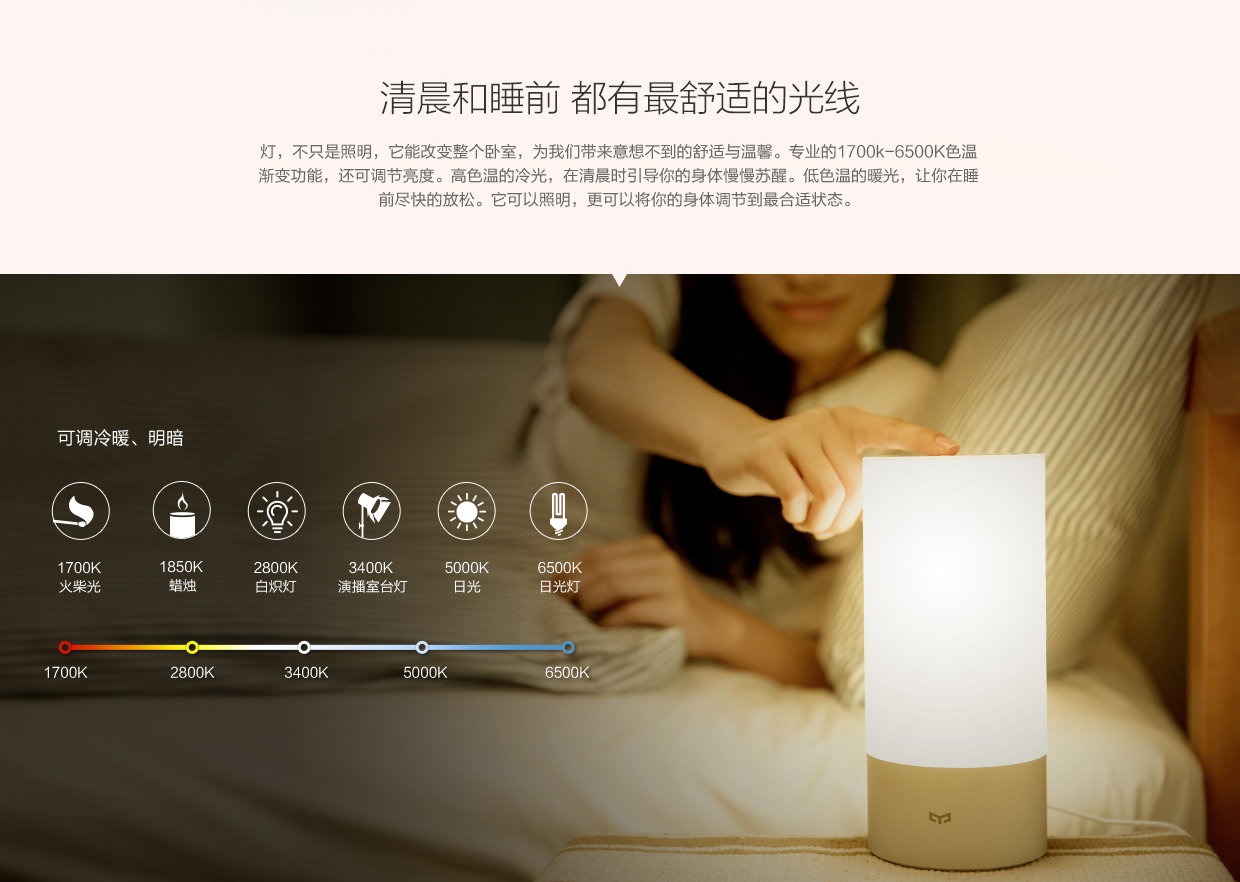 清晨和睡前 都有最舒适的光线
灯，不只是照明，它能改变整个卧室，为我们带来意想不到的舒适与温馨。专业的1700k-6500K色温
渐变功能，还可调节亮度。高色温的冷光，在清晨时引导你的身体慢慢苏醒。低色温的暖光，让你在睡
前尽快的放松。它可以照明，更可以将你的身体调节到最合适状态。
可调冷暖、明暗
1700K 1850K 2800K 3400K 5000K 6500K
火柴光 蜡烛 白炽灯 演播室台灯 日光 日光灯
1700K 2800K 3400K 5000K 6500K